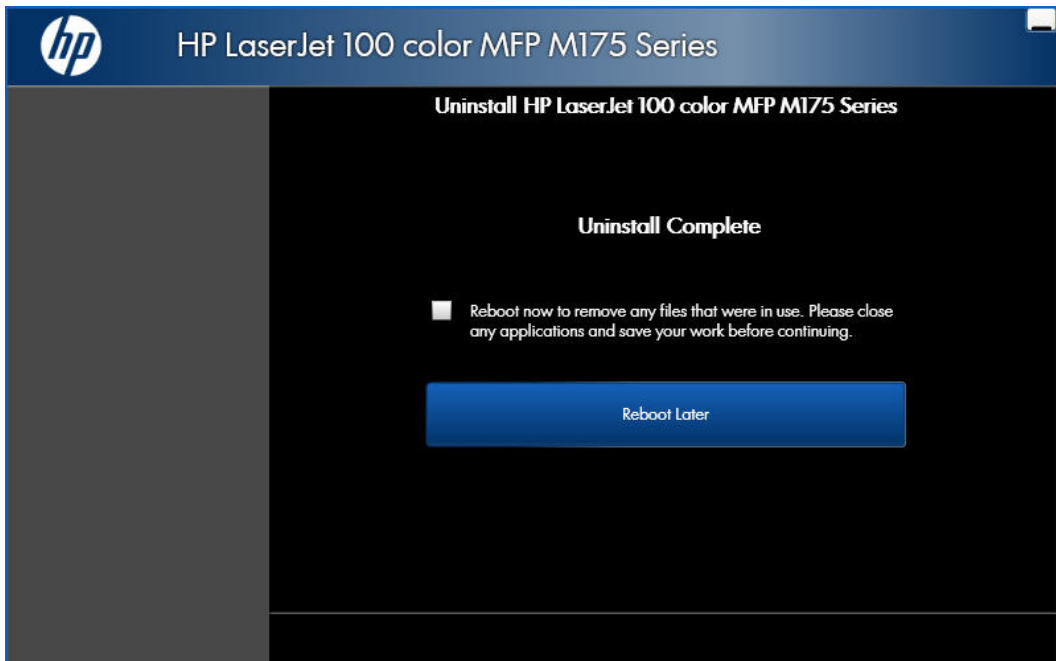 hp
HP LaserJet 100 color MFP M175 Series
Uninstall HP LaserJet 100 color MFP M175 Series
Uninstall Complete
Reboot now to remove any files that were in use. Please close
any applications and save your work before continuing.
Reboot Later